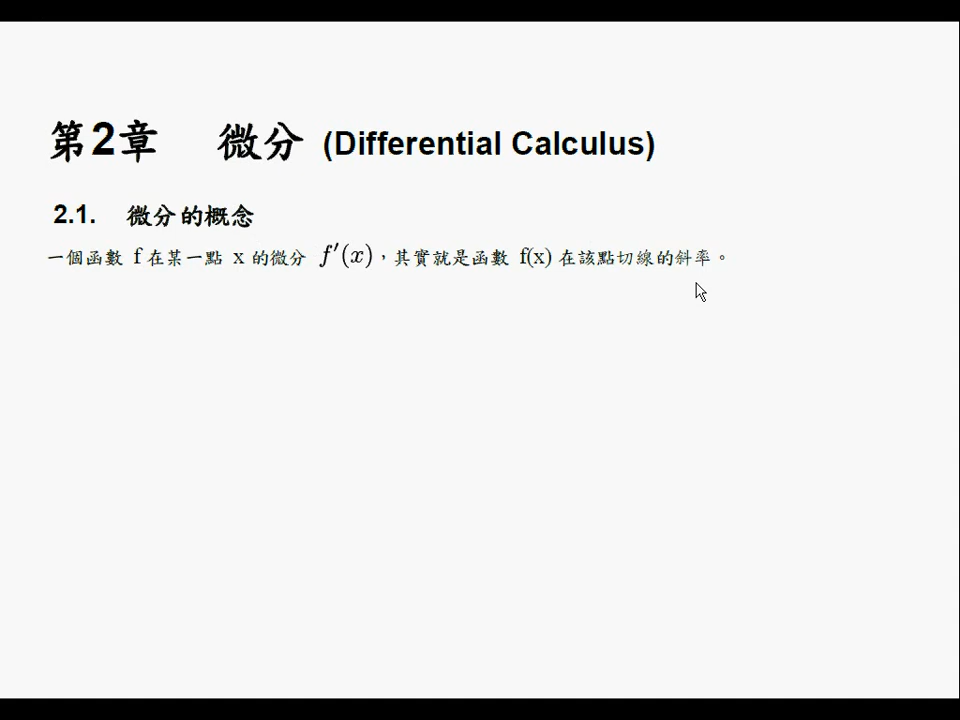 第2章 微分 (Differential Calculus)
2.1. 微分的概念
一個函數 f 在某一點 x 的微分 f′(x)，其實就是函數 f(x) 在該點切線的斜率。